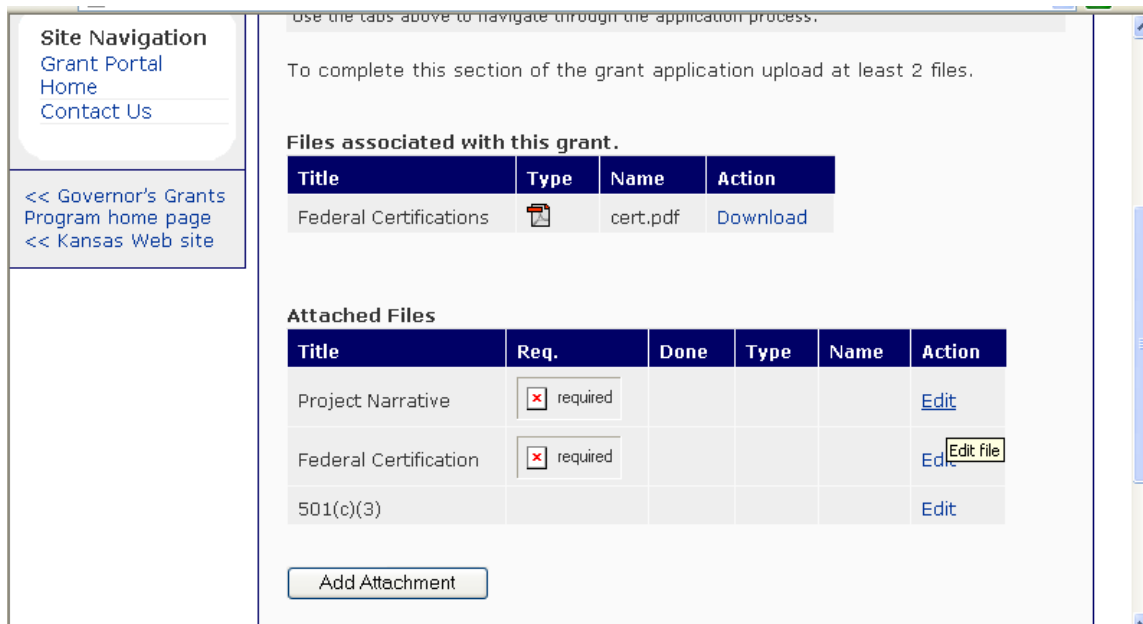 Use the tabs above to navigate through the application process.
Site Navigation
Grant Portal
Home
Contact Us
<< Governor's Grants
Program home page
<< Kansas Web site
To complete this section of the grant application upload at least 2 files.
Files associated with this grant.
Title Type Name Action
Federal Certifications cert.pdf Download
Attached Files
Title Req. Done Type Name Action
Project Narrative required Edit
Federal Certification required Edit
Edit file
501(c)(3) Edit
Add Attachment